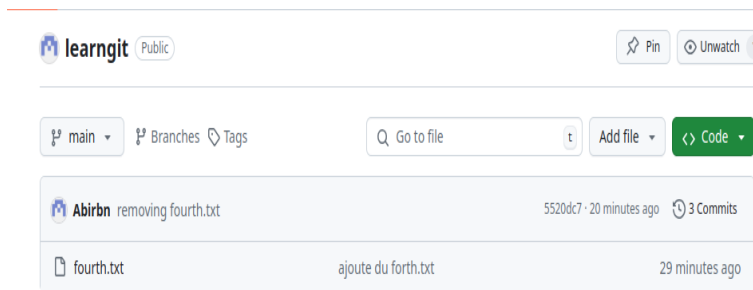 learngit Public Pin Unwatch
main Branches Tags Go to file t Add file <> Code
Abirbn removing fourth.txt 5520dc7 · 20 minutes ago 3 Commits
fourth.txt ajoute du forth.txt 29 minutes ago